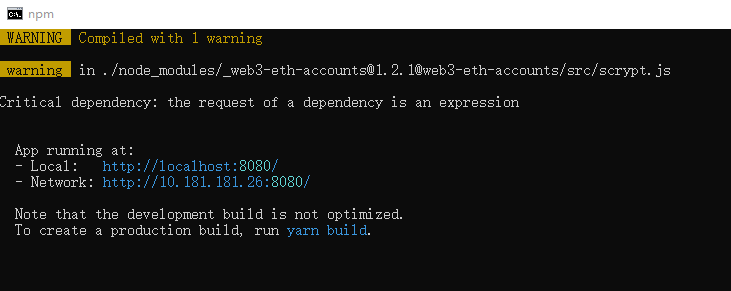 C:\. npm
WARNING Compiled with 1 warning
warning in ./node_modules/_web3-eth-accounts@1.2.1@web3-eth-accounts/src/scrypt.js
Critical dependency: the request of a dependency is an expression
App running at:
- Local: http://localhost:8080/
- Network: http://10.181.181.26:8080/
Note that the development build is not optimized.
To create a production build, run yarn build.